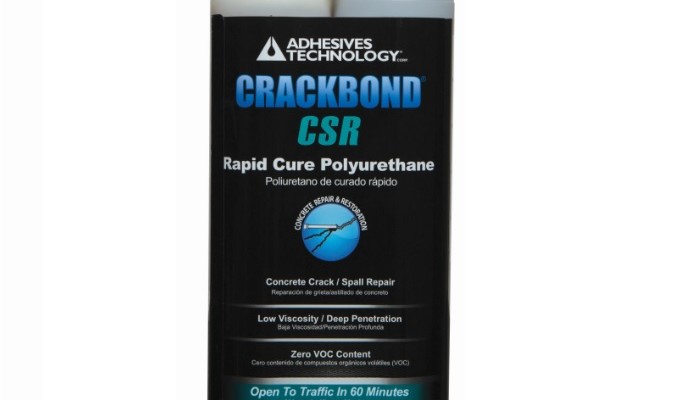 ADHESIVES
TECHNOLOGY
CRACKBOND®
CSR
Rapid Cure Polyurethane
Poliuretano de curado rápido
CONCRETE REPAIR & RESTORATION
Concrete Crack / Spall Repair
Reparación de grieta/astillado de concreto
Low Viscosity / Deep Penetration
Baja Viscosidad/Penetración Profunda
Zero VOC Content
Cero contenido de compuestos orgánicos volátiles (VOC)
Open To Traffic In 60 Minutes